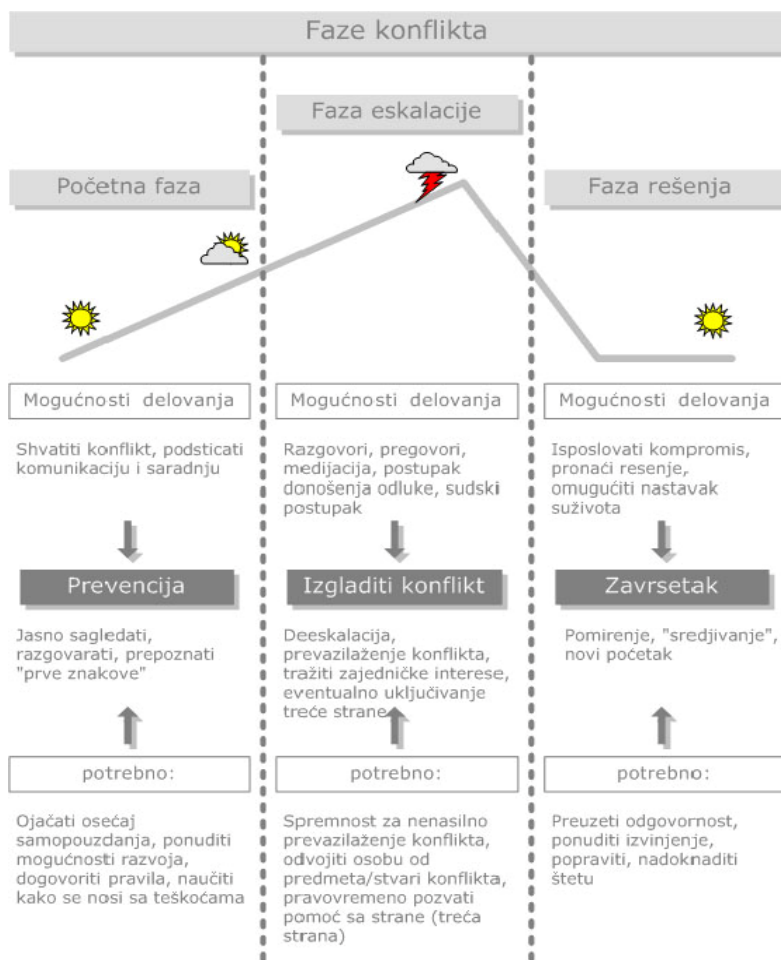 Faze konflikta
Početna faza
Mogućnosti delovanja
Shvatiti konflikt, podsticati
komunikaciju i saradnju
Prevencija
Jasno sagledati,
razgovarati, prepoznati
"prve znakove"
potrebno:
Ojačati osećaj
samopouzdanja, ponuditi
mogućnosti razvoja,
dogovoriti pravila, naučiti
kako se nosi sa teškoćama
Faza eskalacije
Mogućnosti delovanja
Razgovori, pregovori,
medijacija, postupak
donošenja odluke, sudski
postupak
Izgladiti konflikt
Deeskalacija,
prevazilaženje konflikta,
tražiti zajedničke interese,
eventualno uključivanje
treće strane
potrebno:
Spremnost za nenasilno
prevazilaženje konflikta,
odvojiti osobu od
predmeta/stvari konflikta,
pravovremeno pozvati
pomoć sa strane (treća
strana)
Faza rešenja
Mogućnosti delovanja
Isposlovati kompromis,
pronaći resenje,
omugućiti nastavak
suživota
Zavrsetak
Pomirenje, "sredjivanje",
novi početak
potrebno:
Preuzeti odgovornost,
ponuditi izvinjenje,
popraviti, nadoknaditi
štetu